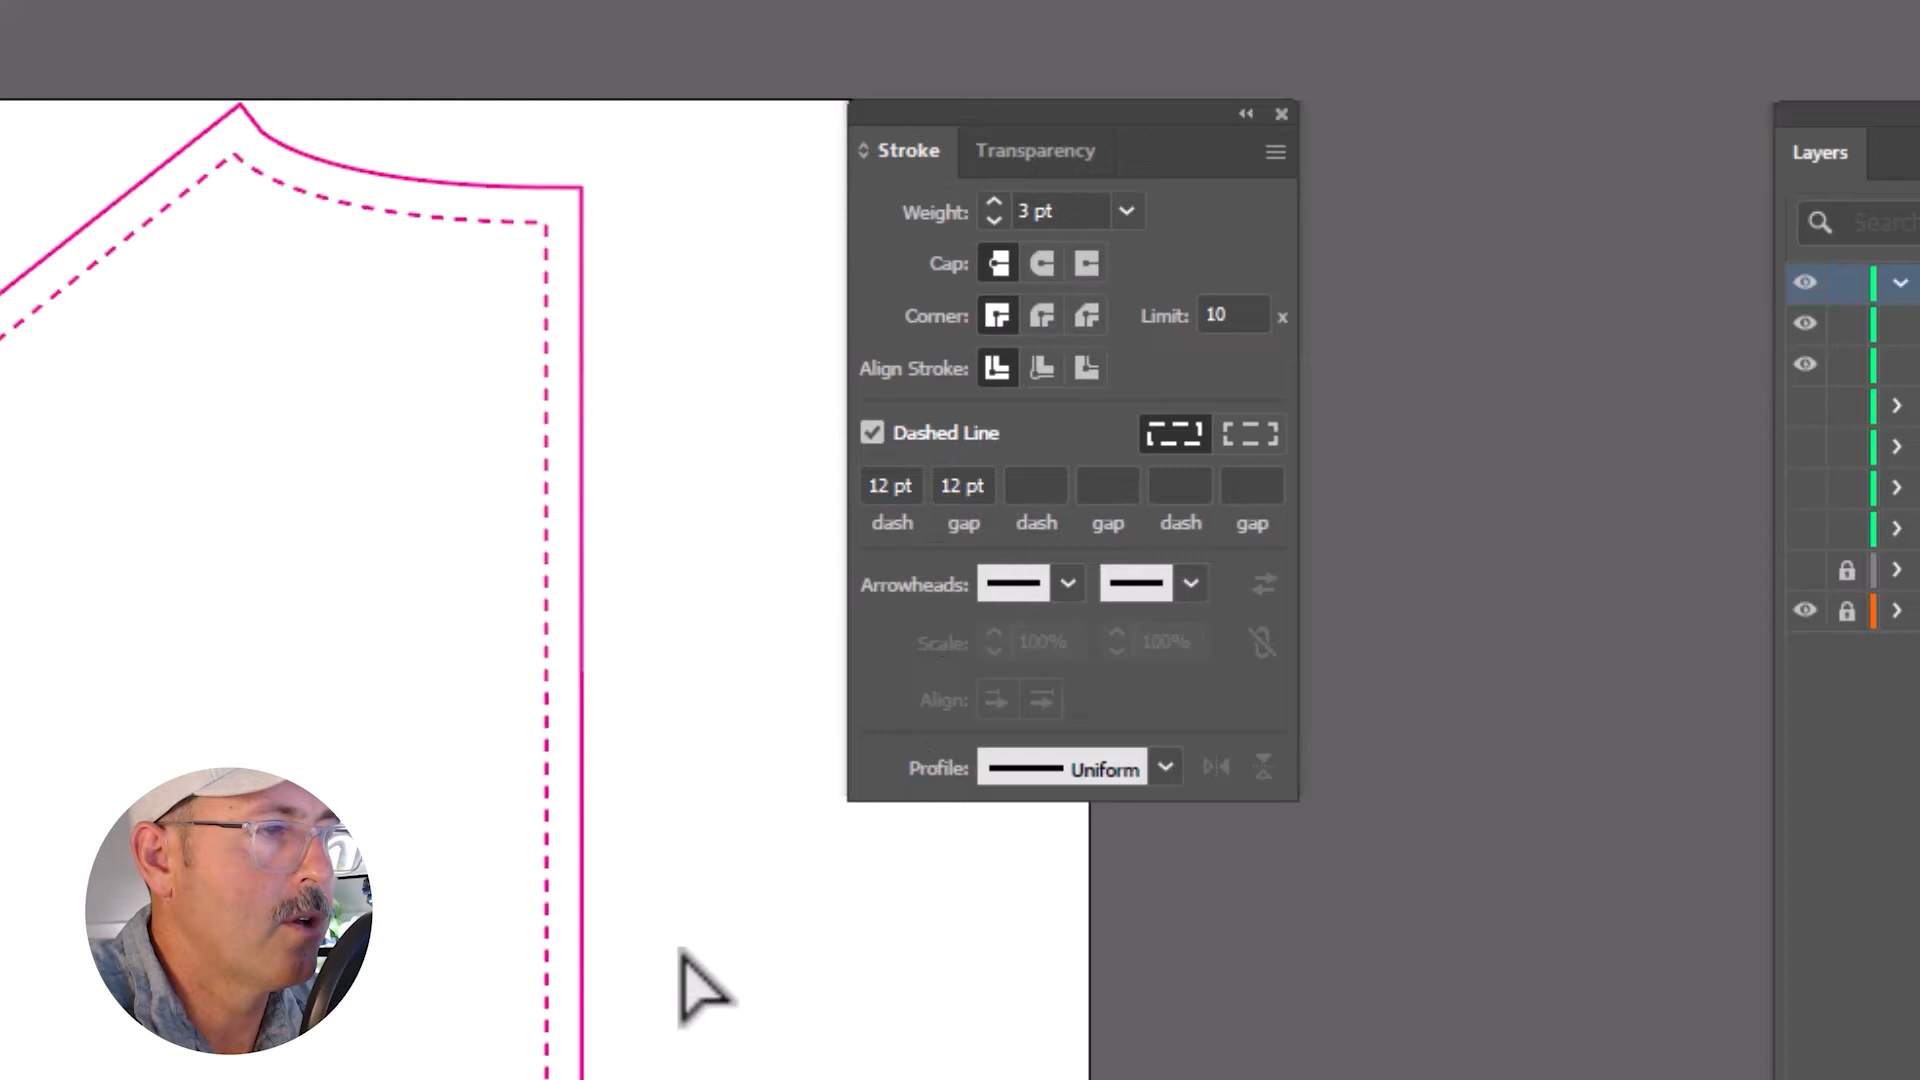 Stroke Transparency
Layers
Search
Weight: 3 pt
Cap:
Corner: Limit: 10 x
Align Stroke:
Dashed Line
12 pt 12 pt
dash gap dash gap dash gap
Arrowheads:
Scale: 100% 100%
Align:
Profile: Uniform